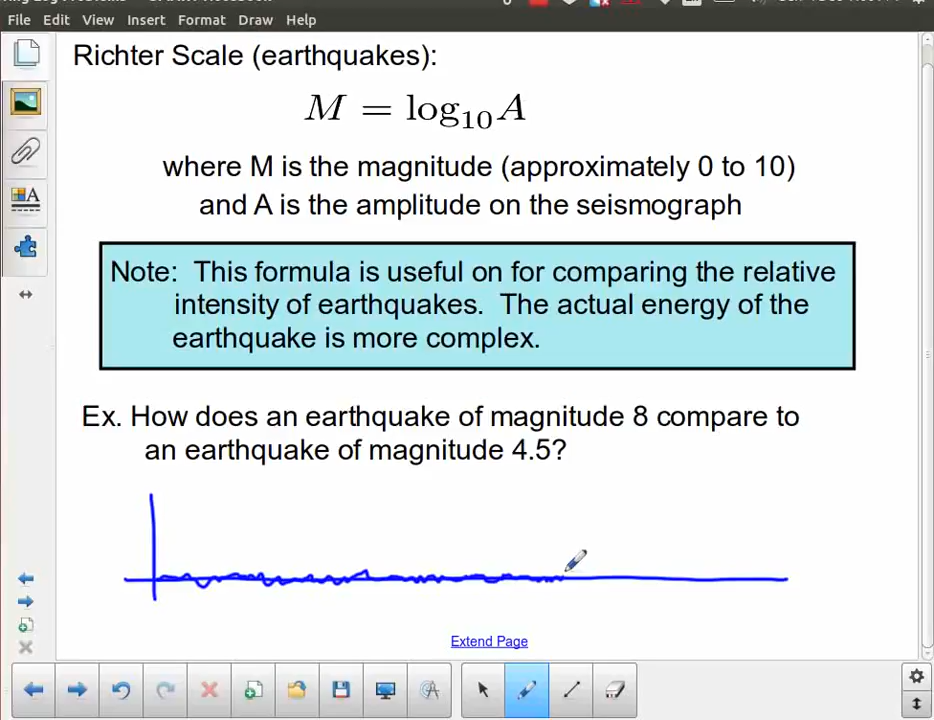 File Edit View Insert Format Draw Help
Richter Scale (earthquakes):
M = log₁₀ A
where M is the magnitude (approximately 0 to 10)
and A is the amplitude on the seismograph
Note: This formula is useful on for comparing the relative
intensity of earthquakes. The actual energy of the
earthquake is more complex.
Ex. How does an earthquake of magnitude 8 compare to
an earthquake of magnitude 4.5?
Extend Page